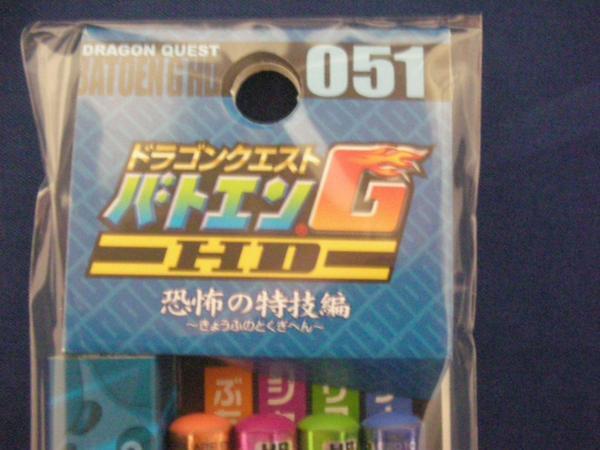 DRAGON QUEST
BATOEN G HD
051
ドラゴンクエスト
バトエン.G
HD
恐怖の特技編
～きょうふのとくぎへん～